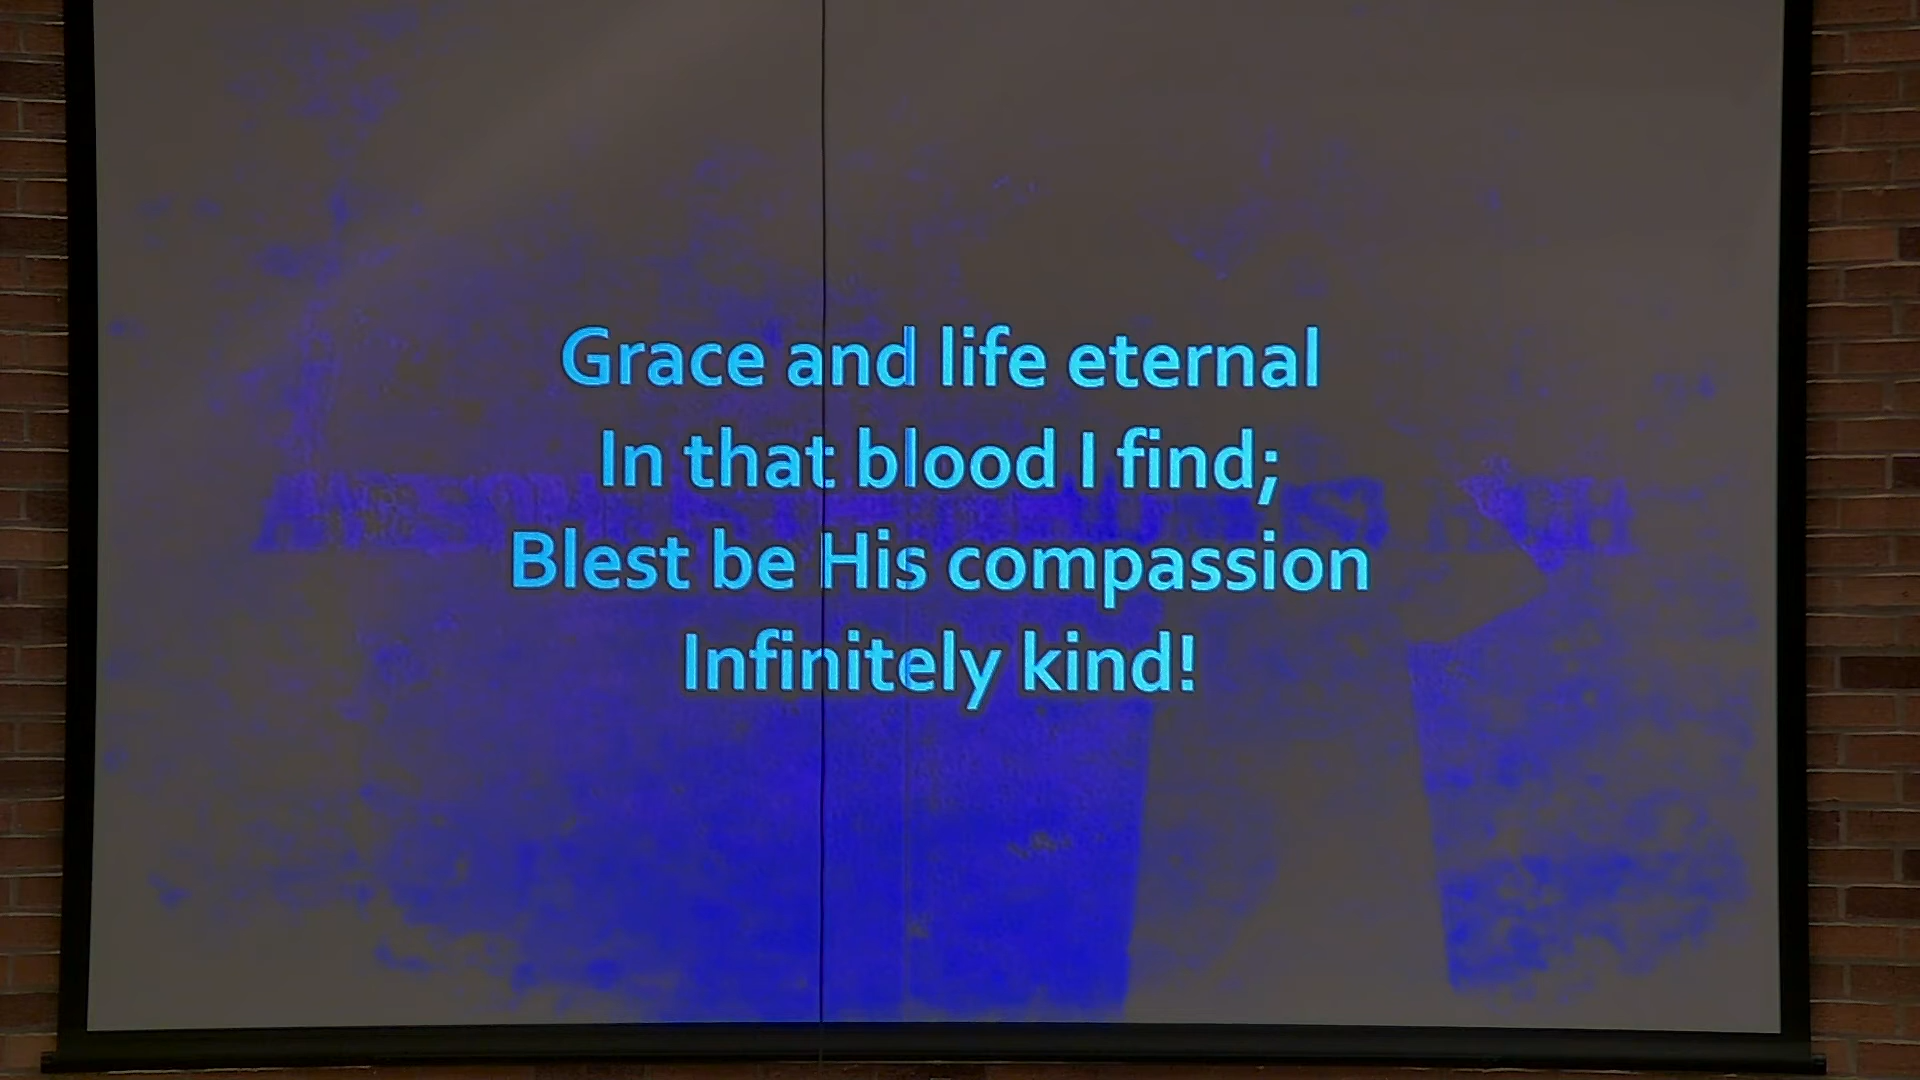 Grace and life eternal
In that blood I find;
Blest be His compassion
Infinitely kind!